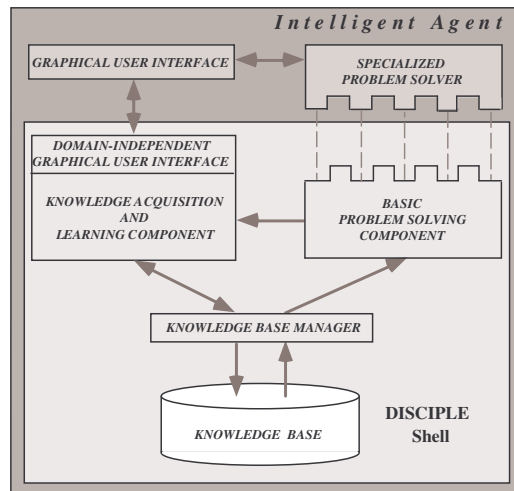 Intelligent Agent
GRAPHICAL USER INTERFACE
SPECIALIZED
PROBLEM SOLVER
DOMAIN-INDEPENDENT
GRAPHICAL USER INTERFACE
KNOWLEDGE ACQUISITION
AND
LEARNING COMPONENT
BASIC
PROBLEM SOLVING
COMPONENT
KNOWLEDGE BASE MANAGER
KNOWLEDGE BASE
DISCIPLE
Shell